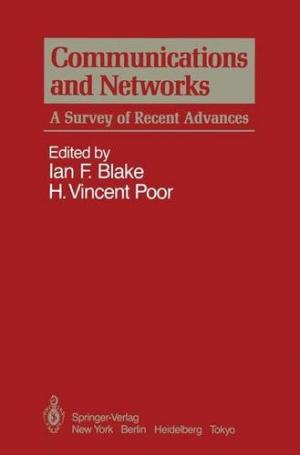 Communications
and Networks
A Survey of Recent Advances
Edited by
Ian F. Blake
H. Vincent Poor
Springer-Verlag
New York Berlin Heidelberg Tokyo